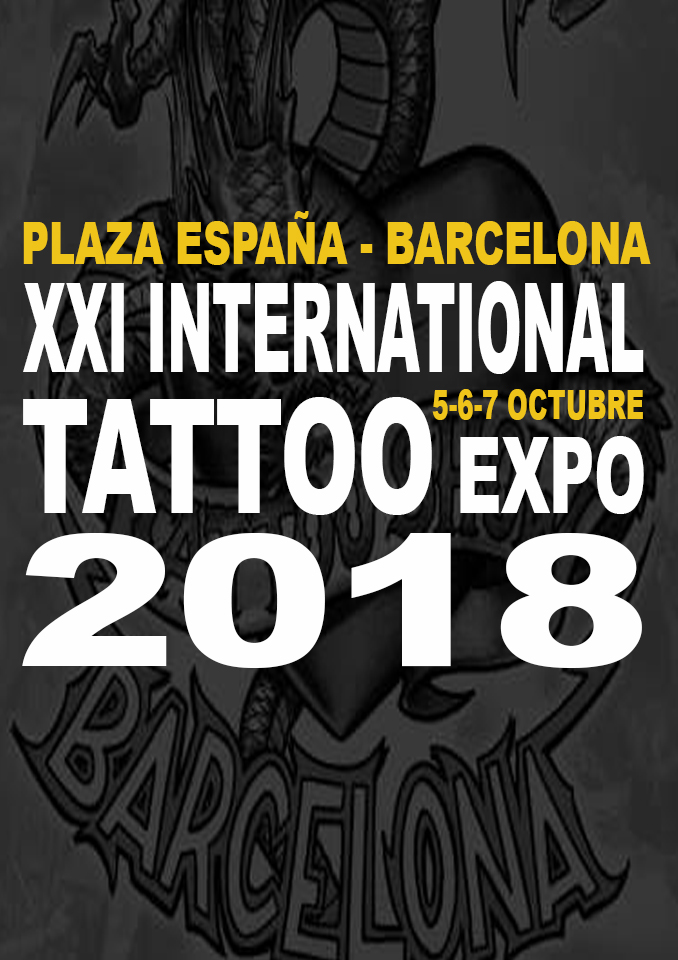 PLAZA ESPAÑA - BARCELONA
XXI INTERNATIONAL
5-6-7 OCTUBRE
TATTOO EXPO
2018
BARCELONA